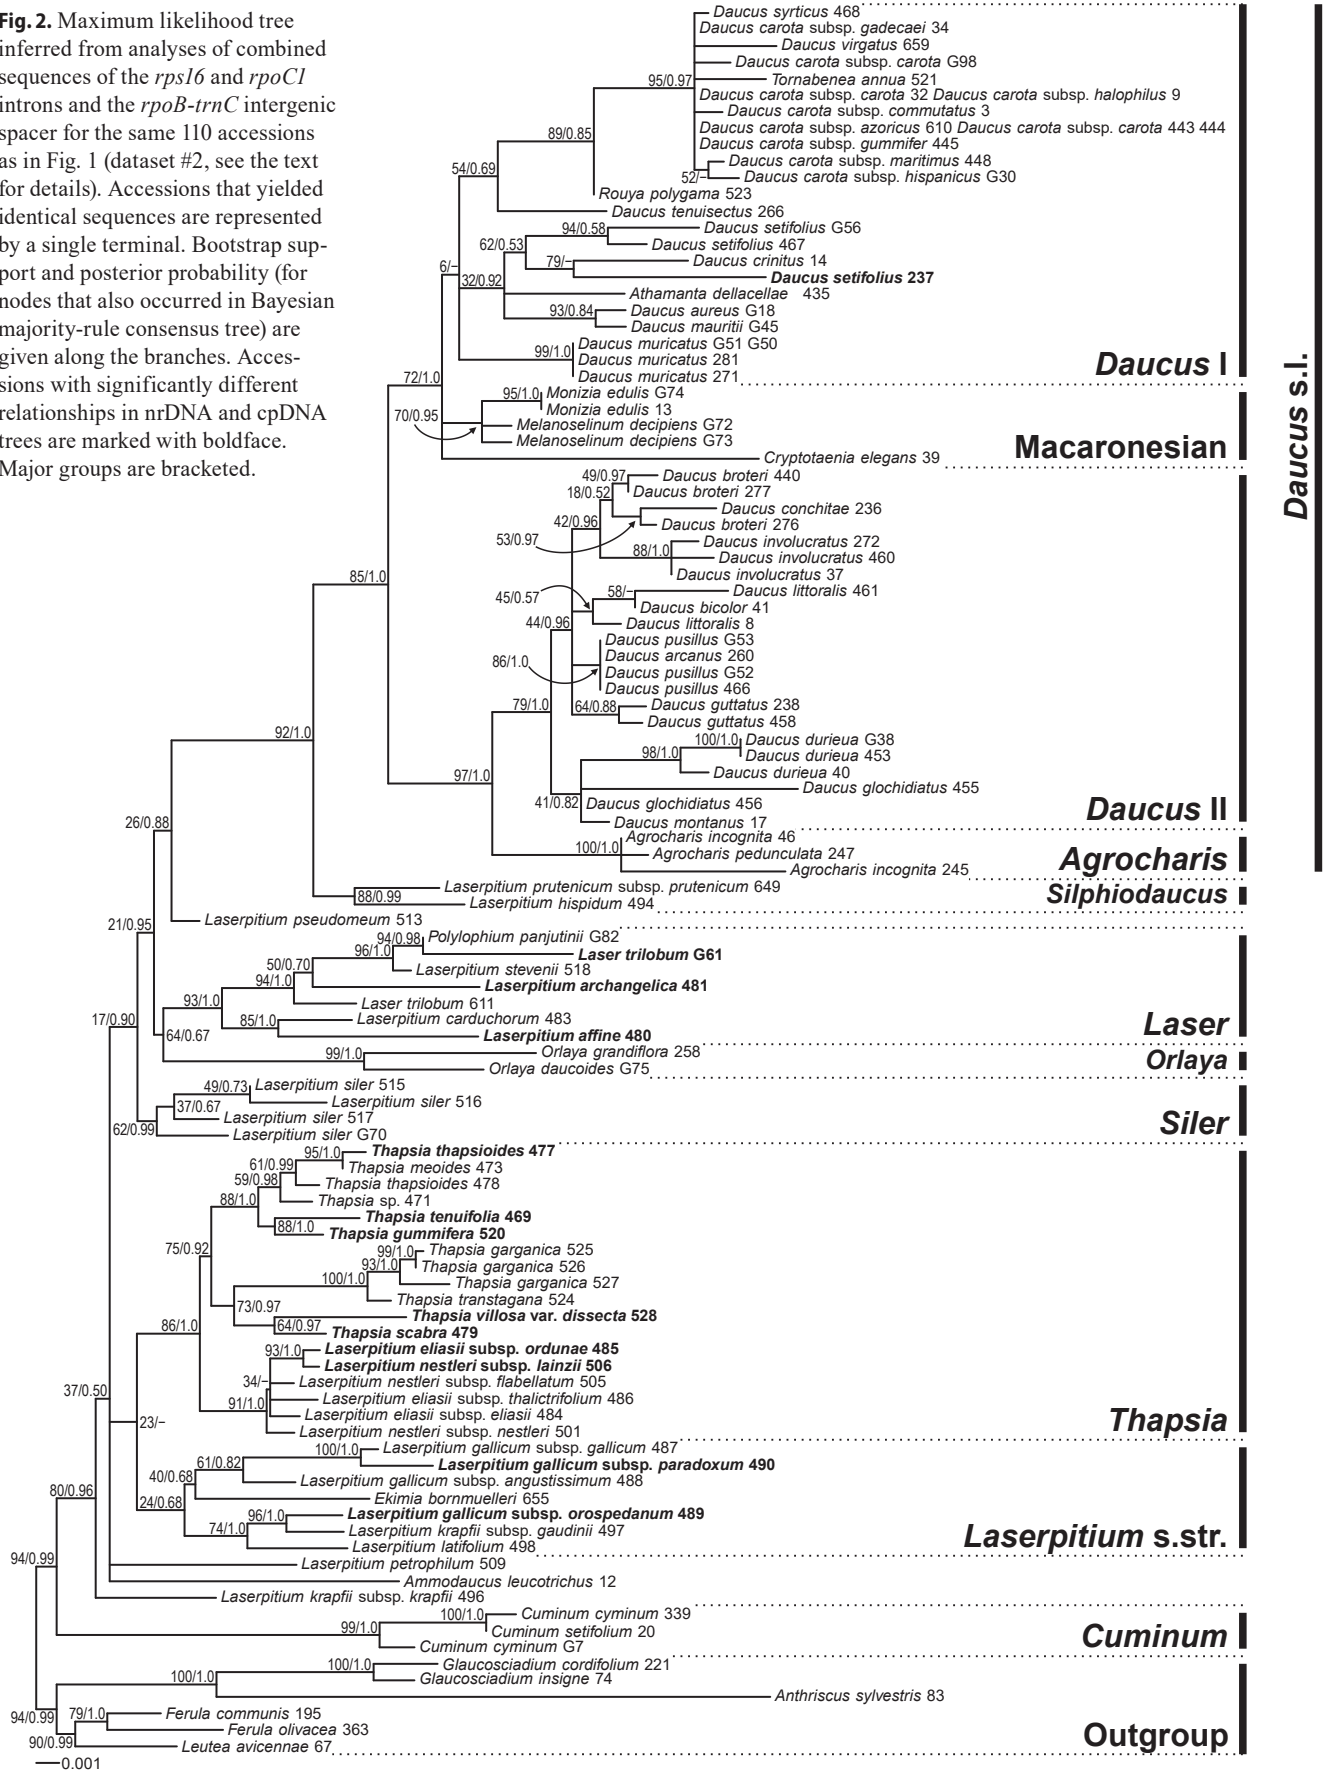 Fig. 2. Maximum likelihood tree
inferred from analyses of combined
sequences of the rps16 and rpoC1
introns and the rpoB-trnC intergenic
spacer for the same 110 accessions
as in Fig. 1 (dataset #2, see the text
for details). Accessions that yielded
identical sequences are represented
by a single terminal. Bootstrap sup-
port and posterior probability (for
nodes that also occurred in Bayesian
majority-rule consensus tree) are
given along the branches. Acces-
sions with significantly different
relationships in nrDNA and cpDNA
trees are marked with boldface.
Major groups are bracketed.
Daucus syrticus 468
Daucus carota subsp. gadecaei 34
Daucus virgatus 659
Daucus carota subsp. carota G98
95/0.97
Tornabenea annua 521
Daucus carota subsp. carota 32 Daucus carota subsp. halophilus 9
Daucus carota subsp. commutatus 3
Daucus carota subsp. azoricus 610 Daucus carota subsp. carota 443 444
89/0.85
Daucus carota subsp. gummifer 445
Daucus carota subsp. maritimus 448
54/0.69
52/–
Daucus carota subsp. hispanicus G30
Rouya polygama 523
Daucus tenuisectus 266
94/0.58
Daucus setifolius G56
62/0.53
Daucus setifolius 467
79/–
Daucus crinitus 14
6/–
32/0.92
Daucus setifolius 237
Athamanta dellacellae 435
93/0.84
Daucus aureus G18
Daucus mauritii G45
99/1.0
Daucus muricatus G51 G50
Daucus muricatus 281
Daucus muricatus 271
Daucus I
72/1.0
95/1.0
Monizia edulis G74
Monizia edulis 13
70/0.95
Melanoselinum decipiens G72
Melanoselinum decipiens G73
Macaronesian
Cryptotaenia elegans 39
Daucus s.l.
49/0.97
Daucus broteri 440
18/0.52
Daucus broteri 277
Daucus conchitae 236
42/0.96
Daucus broteri 276
53/0.97
Daucus involucratus 272
88/1.0
Daucus involucratus 460
Daucus involucratus 37
85/1.0
45/0.57
58/–
Daucus littoralis 461
Daucus bicolor 41
44/0.96
Daucus littoralis 8
Daucus pusillus G53
Daucus arcanus 260
86/1.0
Daucus pusillus G52
Daucus pusillus 466
79/1.0
64/0.88
Daucus guttatus 238
Daucus guttatus 458
92/1.0
100/1.0
Daucus durieua G38
98/1.0
Daucus durieua 453
97/1.0
Daucus durieua 40
Daucus glochidiatus 455
41/0.82
Daucus glochidiatus 456
Daucus montanus 17
Daucus II
26/0.88
Agrocharis incognita 46
100/1.0
Agrocharis pedunculata 247
Agrocharis incognita 245
Agrocharis
88/0.99
Laserpitium prutenicum subsp. prutenicum 649
Laserpitium hispidum 494
Silphiodaucus
21/0.95
Laserpitium pseudomeum 513
94/0.98
Polylophium panjutinii G82
96/1.0
Laser trilobum G61
50/0.70
Laserpitium stevenii 518
94/1.0
Laserpitium archangelica 481
93/1.0
Laser trilobum 611
17/0.90
85/1.0
Laserpitium carduchorum 483
64/0.67
Laserpitium affine 480
Laser
99/1.0
Orlaya grandiflora 258
Orlaya daucoides G75
Orlaya
49/0.73
Laserpitium siler 515
37/0.67
Laserpitium siler 516
Laserpitium siler 517
62/0.99
Laserpitium siler G70
Siler
95/1.0
Thapsia thapsioides 477
61/0.99
Thapsia meoides 473
59/0.98
Thapsia thapsioides 478
88/1.0
Thapsia sp. 471
Thapsia tenuifolia 469
88/1.0
Thapsia gummifera 520
75/0.92
99/1.0
Thapsia garganica 525
93/1.0
Thapsia garganica 526
100/1.0
Thapsia garganica 527
Thapsia transtagana 524
73/0.97
Thapsia villosa var. dissecta 528
86/1.0
64/0.97
Thapsia scabra 479
93/1.0
Laserpitium eliasii subsp. ordunae 485
Laserpitium nestleri subsp. lainzii 506
34/–
Laserpitium nestleri subsp. flabellatum 505
37/0.50
Laserpitium eliasii subsp. thalictrifolium 486
91/1.0
Laserpitium eliasii subsp. eliasii 484
23/–
Laserpitium nestleri subsp. nestleri 501
Thapsia
100/1.0
Laserpitium gallicum subsp. gallicum 487
61/0.82
Laserpitium gallicum subsp. paradoxum 490
40/0.68
Laserpitium gallicum subsp. angustissimum 488
80/0.96
24/0.68
Ekimia bornmuelleri 655
96/1.0
Laserpitium gallicum subsp. orospedanum 489
74/1.0
Laserpitium krapfii subsp. gaudinii 497
Laserpitium latifolium 498
Laserpitium s.str.
94/0.99
Laserpitium petrophilum 509
Ammodaucus leucotrichus 12
Laserpitium krapfii subsp. krapfii 496
100/1.0
Cuminum cyminum 339
99/1.0
Cuminum setifolium 20
Cuminum cyminum G7
Cuminum
100/1.0
Glaucosciadium cordifolium 221
100/1.0
Glaucosciadium insigne 74
Anthriscus sylvestris 83
94/0.99
79/1.0
Ferula communis 195
Ferula olivacea 363
90/0.99
Leutea avicennae 67
Outgroup
0.001